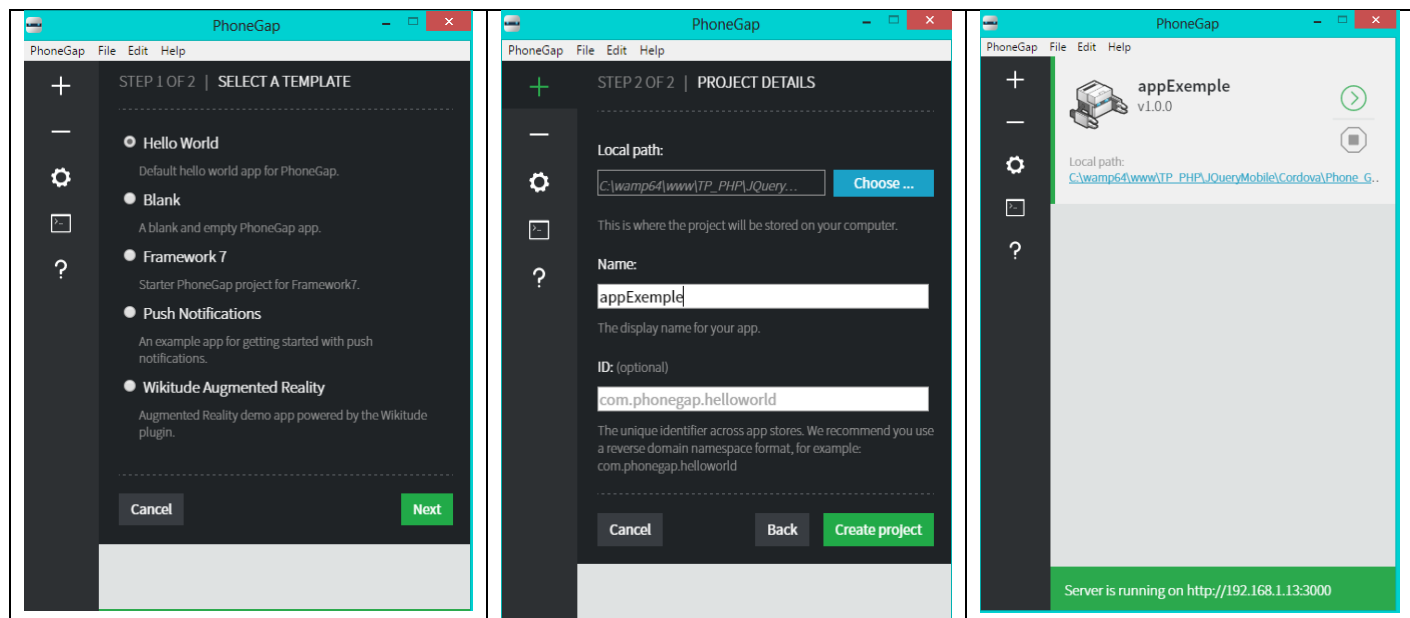 PhoneGap
PhoneGap File Edit Help
STEP 1 OF 2 | SELECT A TEMPLATE
Hello World
Default hello world app for PhoneGap.
Blank
A blank and empty PhoneGap app.
Framework 7
Starter PhoneGap project for Framework7.
Push Notifications
An example app for getting started with push
notifications.
Wikitude Augmented Reality
Augmented Reality demo app powered by the Wikitude
plugin.
Cancel
Next
PhoneGap
PhoneGap File Edit Help
STEP 2 OF 2 | PROJECT DETAILS
Local path:
C:\wamp64\www\TP_PHP\JQuery...
Choose ...
This is where the project will be stored on your computer.
Name:
appExemple
The display name for your app.
ID: (optional)
com.phonegap.helloworld
The unique identifier across app stores. We recommend you use
a reverse domain namespace format, for example:
com.phonegap.helloworld
Cancel
Back
Create project
PhoneGap
PhoneGap File Edit Help
appExemple
v1.0.0
Local path:
C:\wamp64\www\TP_PHP\JQueryMobile\Cordova\Phone_G..
Server is running on http://192.168.1.13:3000